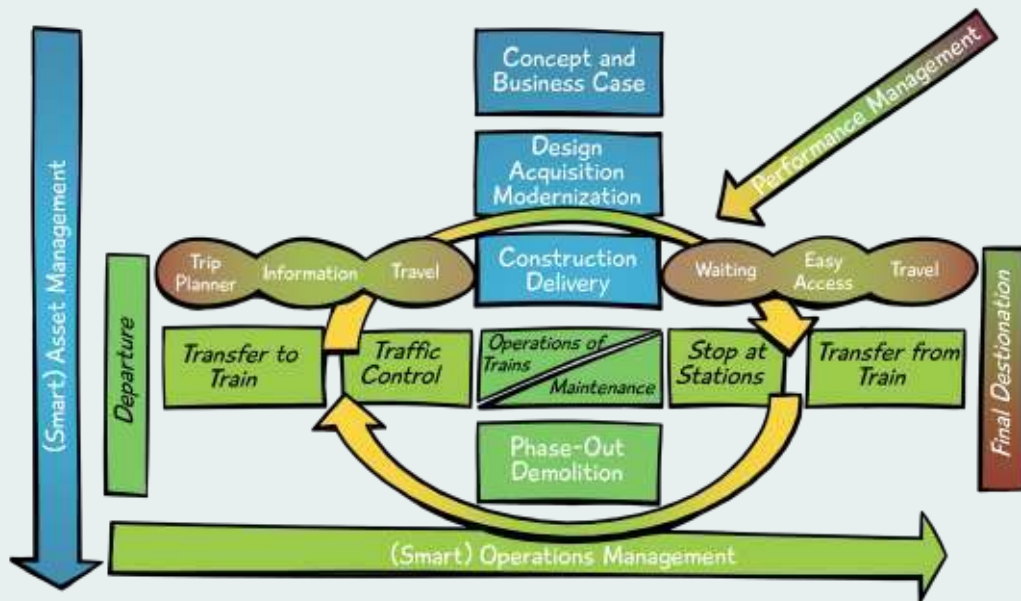 Concept and
Business Case
Performance Management
Design
Acquisition
Modernization
(Smart) Asset Management
Trip
Planner
Information
Travel
Construction
Delivery
Waiting
Easy
Access
Travel
Departure
Transfer to
Train
Traffic
Control
Operations of
Trains
Maintenance
Stop at
Stations
Transfer from
Train
Final Destionation
Phase-Out
Demolition
(Smart) Operations Management